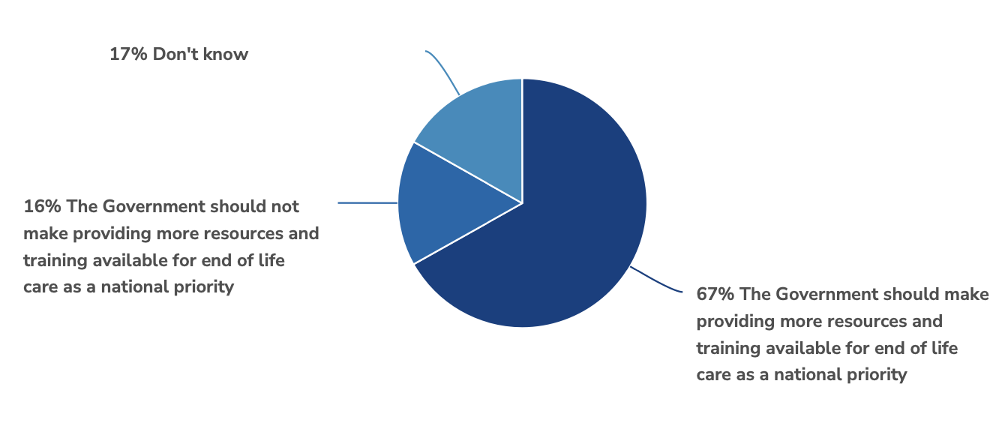 17% Don't know
16% The Government should not
make providing more resources and
training available for end of life
care as a national priority
67% The Government should make
providing more resources and
training available for end of life
care as a national priority